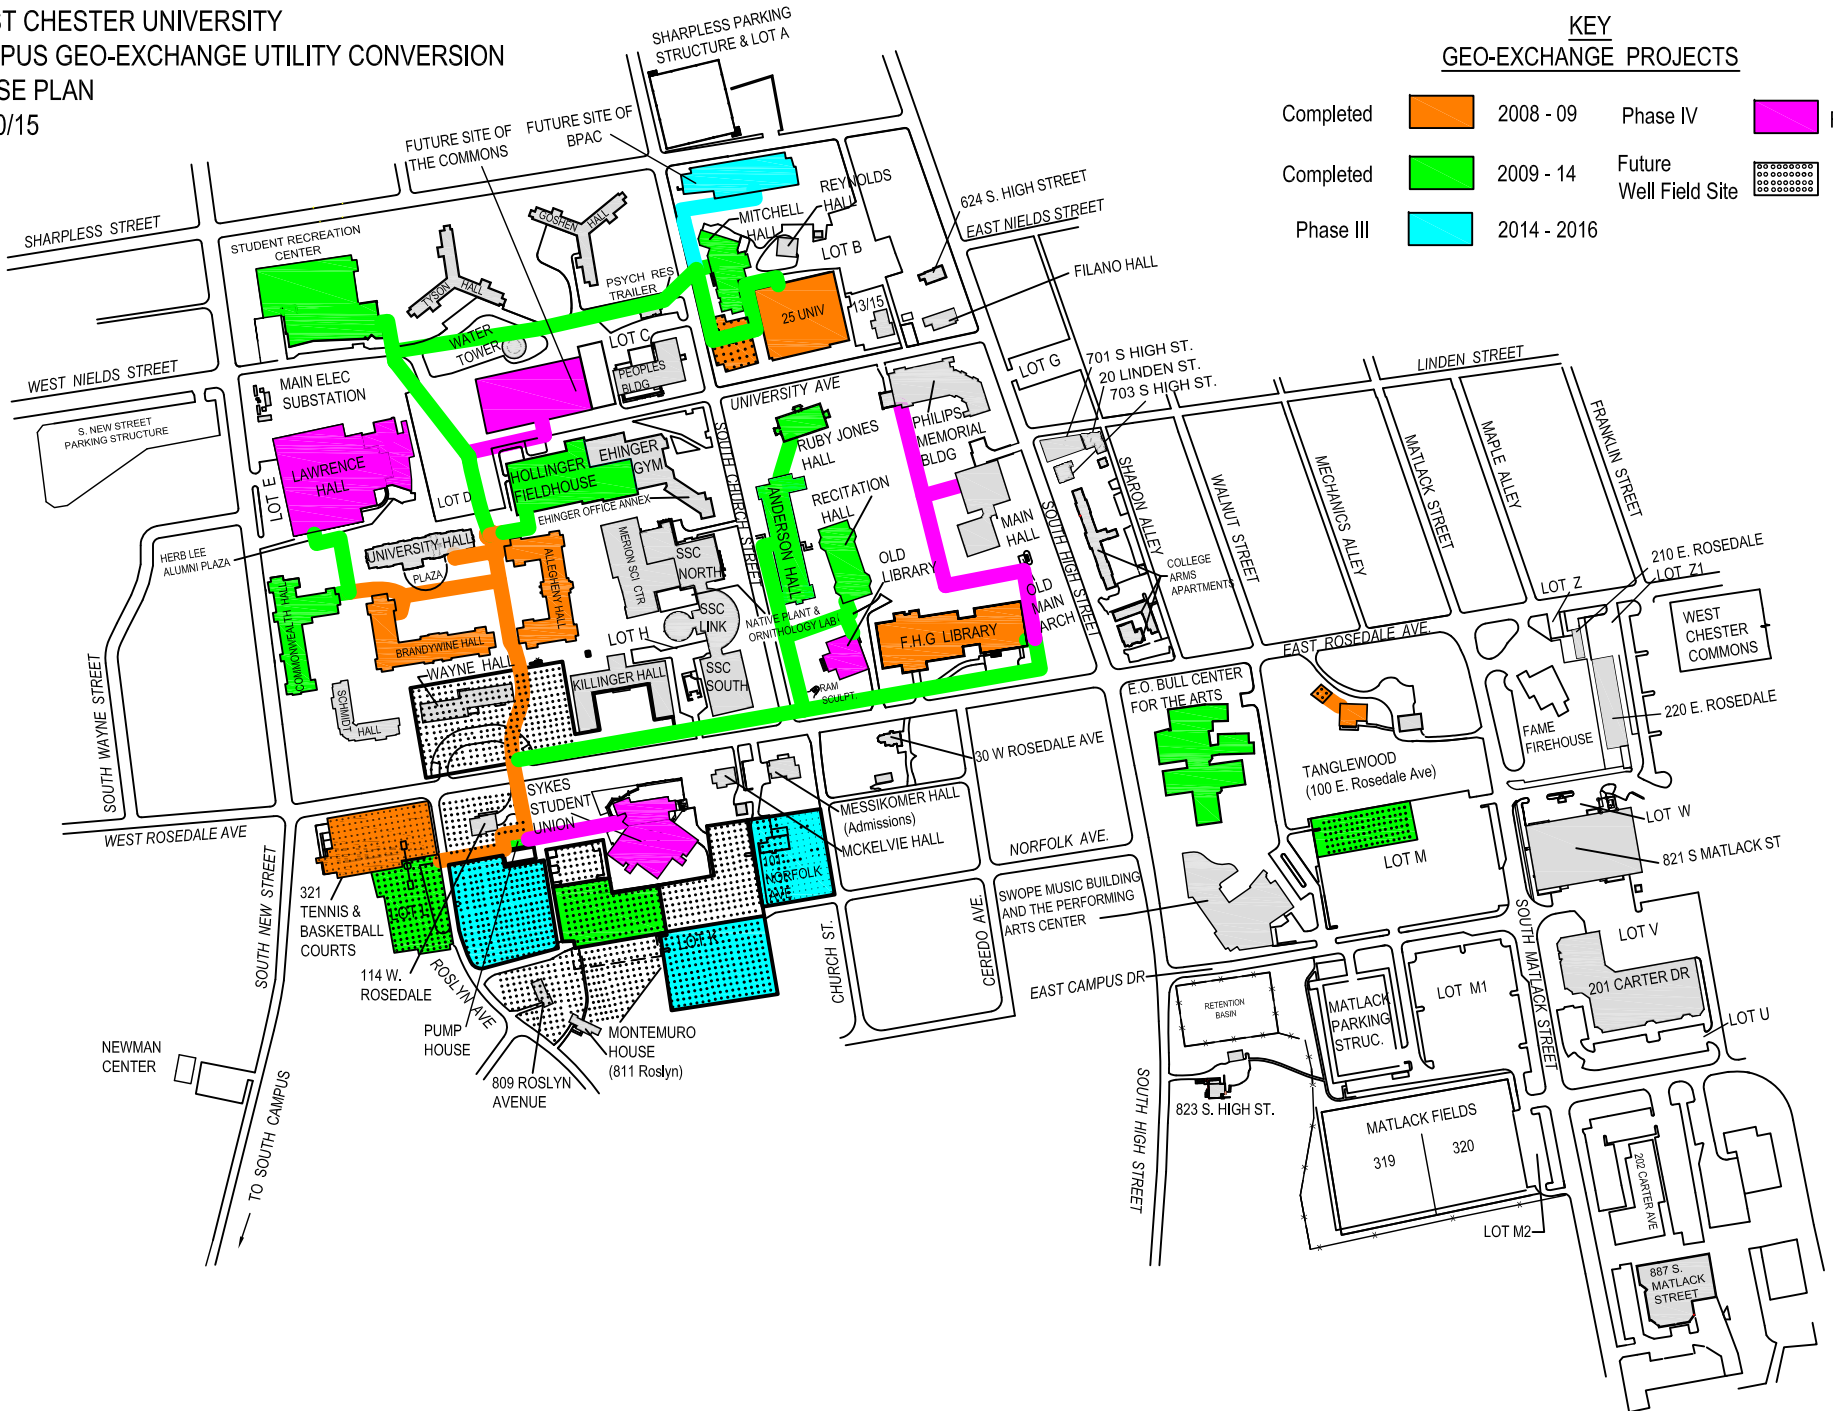 ST CHESTER UNIVERSITY
PUS GEO-EXCHANGE UTILITY CONVERSION
SE PLAN
0/15
KEY
GEO-EXCHANGE PROJECTS
Completed
2008 - 09
Phase IV
Completed
2009 - 14
Future
Well Field Site
Phase III
2014 - 2016
SHARPLESS PARKING
STRUCTURE & LOT A
FUTURE SITE OF
THE COMMONS
FUTURE SITE OF
BPAC
REYNOLDS
HALL
MITCHELL
HALL
LOT B
624 S. HIGH STREET
EAST NIELDS STREET
FILANO HALL
SHARPLESS STREET
STUDENT RECREATION
CENTER
GOSHEN
HALL
TYSON
HALL
PSYCH RES
TRAILER
25 UNIV
13/15
WATER
TOWER
LOT C
PEOPLES
BLDG
LOT G
701 S HIGH ST.
20 LINDEN ST.
703 S HIGH ST.
LINDEN STREET
WEST NIELDS STREET
MAIN ELEC
SUBSTATION
S. NEW STREET
PARKING STRUCTURE
UNIVERSITY AVE
PHILIPS
MEMORIAL
BLDG
RUBY JONES
HALL
LAWRENCE
HALL
LOT E
LOT D
HOLLINGER
FIELDHOUSE
EHINGER
GYM
EHINGER OFFICE ANNEX
SOUTH CHURCH STREET
ANDERSON HALL
RECITATION
HALL
OLD
LIBRARY
MAIN
HALL
SOUTH HIGH STREET
SHARON ALLEY
WALNUT STREET
MECHANICS ALLEY
MATLACK STREET
MAPLE ALLEY
FRANKLIN STREET
HERB LEE
ALUMNI PLAZA
UNIVERSITY HALL
PLAZA
ALLEGHENY HALL
MERION SCI. CTR
SSC
NORTH
SSC
LINK
LOT H
NATIVE PLANT &
ORNITHOLOGY LAB
OLD
MAIN
ARCH
COLLEGE
ARMS
APARTMENTS
210 E. ROSEDALE
LOT Z1
LOT Z
WEST
CHESTER
COMMONS
COMMONWEALTH HALL
BRANDYWINE HALL
WAYNE HALL
KILLINGER HALL
SSC
SOUTH
F.H.G LIBRARY
RAM
SCULPT.
EAST ROSEDALE AVE.
SCHMIDT
HALL
SOUTH WAYNE STREET
E.O. BULL CENTER
FOR THE ARTS
220 E. ROSEDALE
FAME
FIREHOUSE
30 W ROSEDALE AVE
TANGLEWOOD
(100 E. Rosedale Ave)
SYKES
STUDENT
UNION
MESSIKOMER HALL
(Admissions)
MCKELVIE HALL
NORFOLK AVE.
WEST ROSEDALE AVE
LOT W
821 S MATLACK ST
LOT M
321
TENNIS &
BASKETBALL
COURTS
LOT L
NORFOLK
AVE
SWOPE MUSIC BUILDING
AND THE PERFORMING
ARTS CENTER
SOUTH NEW STREET
114 W.
ROSEDALE
ROSLYN AVE
LOT K
CHURCH ST.
CEREDO AVE.
EAST CAMPUS DR
SOUTH MATLACK STREET
LOT V
201 CARTER DR
LOT M1
LOT U
RETENTION
BASIN
MATLACK
PARKING
STRUC.
PUMP
HOUSE
MONTEMURO
HOUSE
(811 Roslyn)
809 ROSLYN
AVENUE
NEWMAN
CENTER
823 S. HIGH ST.
SOUTH HIGH STREET
MATLACK FIELDS
319
320
TO SOUTH CAMPUS
202 CARTER AVE
LOT M2
887 S.
MATLACK
STREET